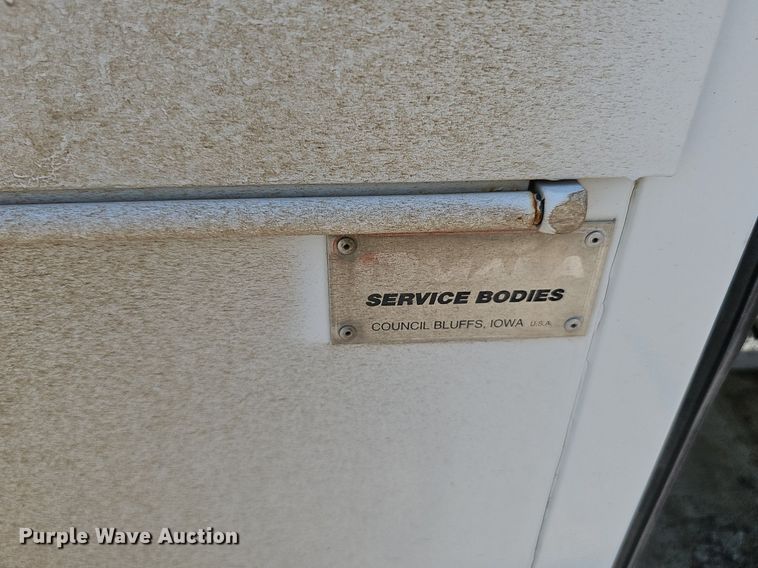 SERVICE BODIES
COUNCIL BLUFFS, IOWA U.S.A.
Purple Wave Auction